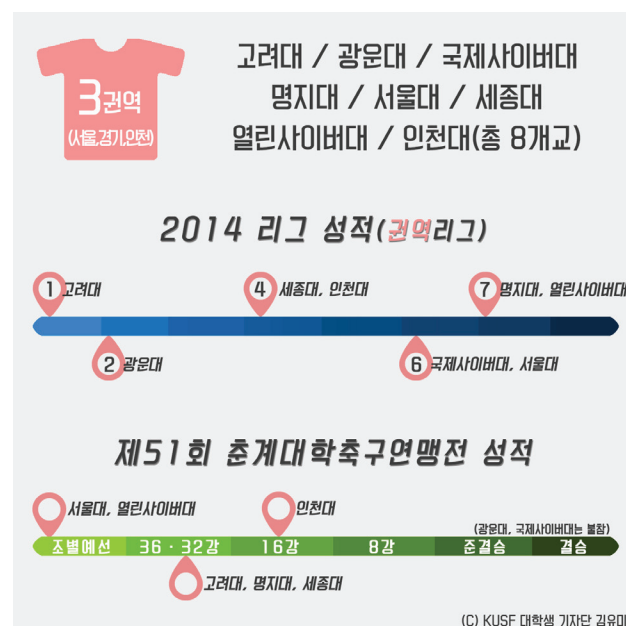 3권역
(서울,경기,인천)
고려대 / 광운대 / 국제사이버대
명지대 / 서울대 / 세종대
열린사이버대 / 인천대(총 8개교)
2014 리그 성적(권역리그)
1 고려대
4 세종대, 인천대
7 명지대, 열린사이버대
2 광운대
6 국제사이버대, 서울대
제51회 춘계대학축구연맹전 성적
서울대, 열린사이버대
인천대
(광운대, 국제사이버대는 불참)
조별예선 36·32강 16강 8강 준결승 결승
고려대, 명지대, 세종대
(C) KUSF 대학생 기자단 김유미